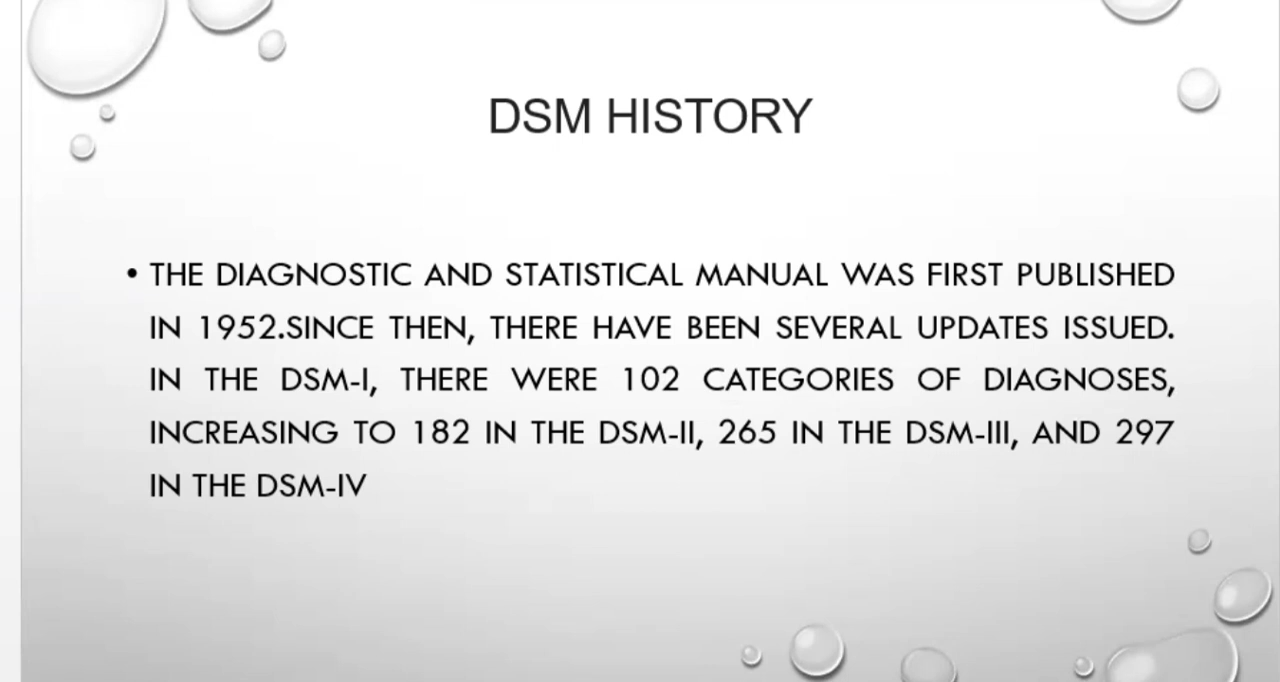 DSM HISTORY
• THE DIAGNOSTIC AND STATISTICAL MANUAL WAS FIRST PUBLISHED
IN 1952.SINCE THEN, THERE HAVE BEEN SEVERAL UPDATES ISSUED.
IN THE DSM-I, THERE WERE 102 CATEGORIES OF DIAGNOSES,
INCREASING TO 182 IN THE DSM-II, 265 IN THE DSM-III, AND 297
IN THE DSM-IV